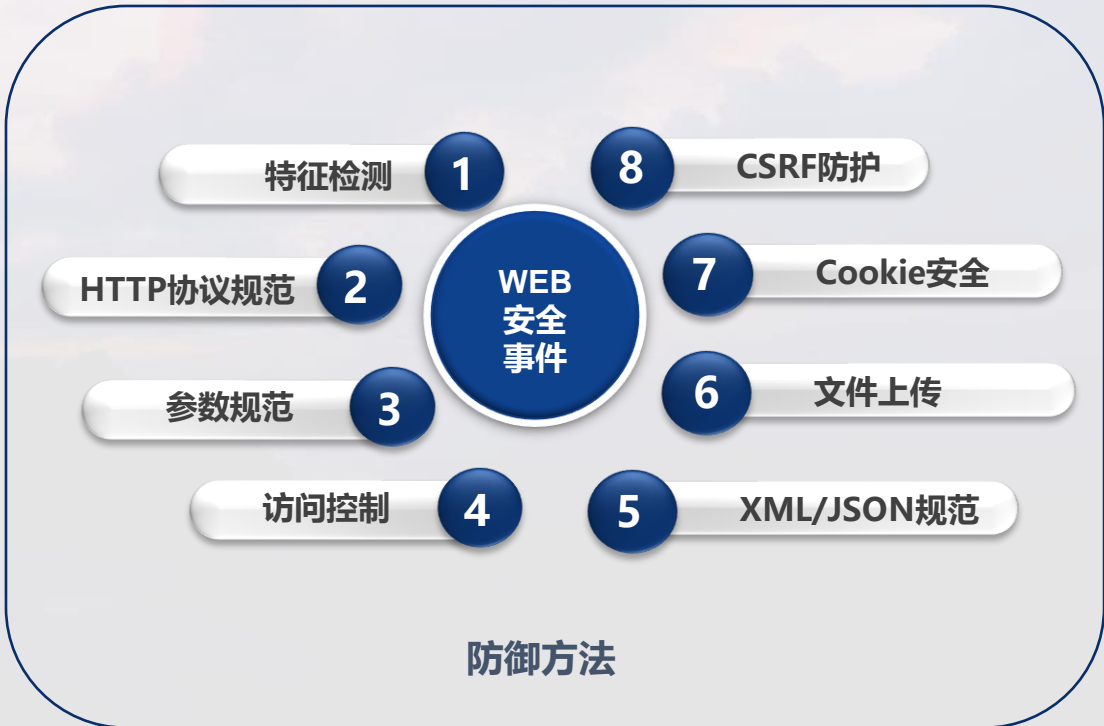 特征检测 1
HTTP协议规范 2
参数规范 3
访问控制 4
WEB
安全
事件
8 CSRF防护
7 Cookie安全
6 文件上传
5 XML/JSON规范
防御方法